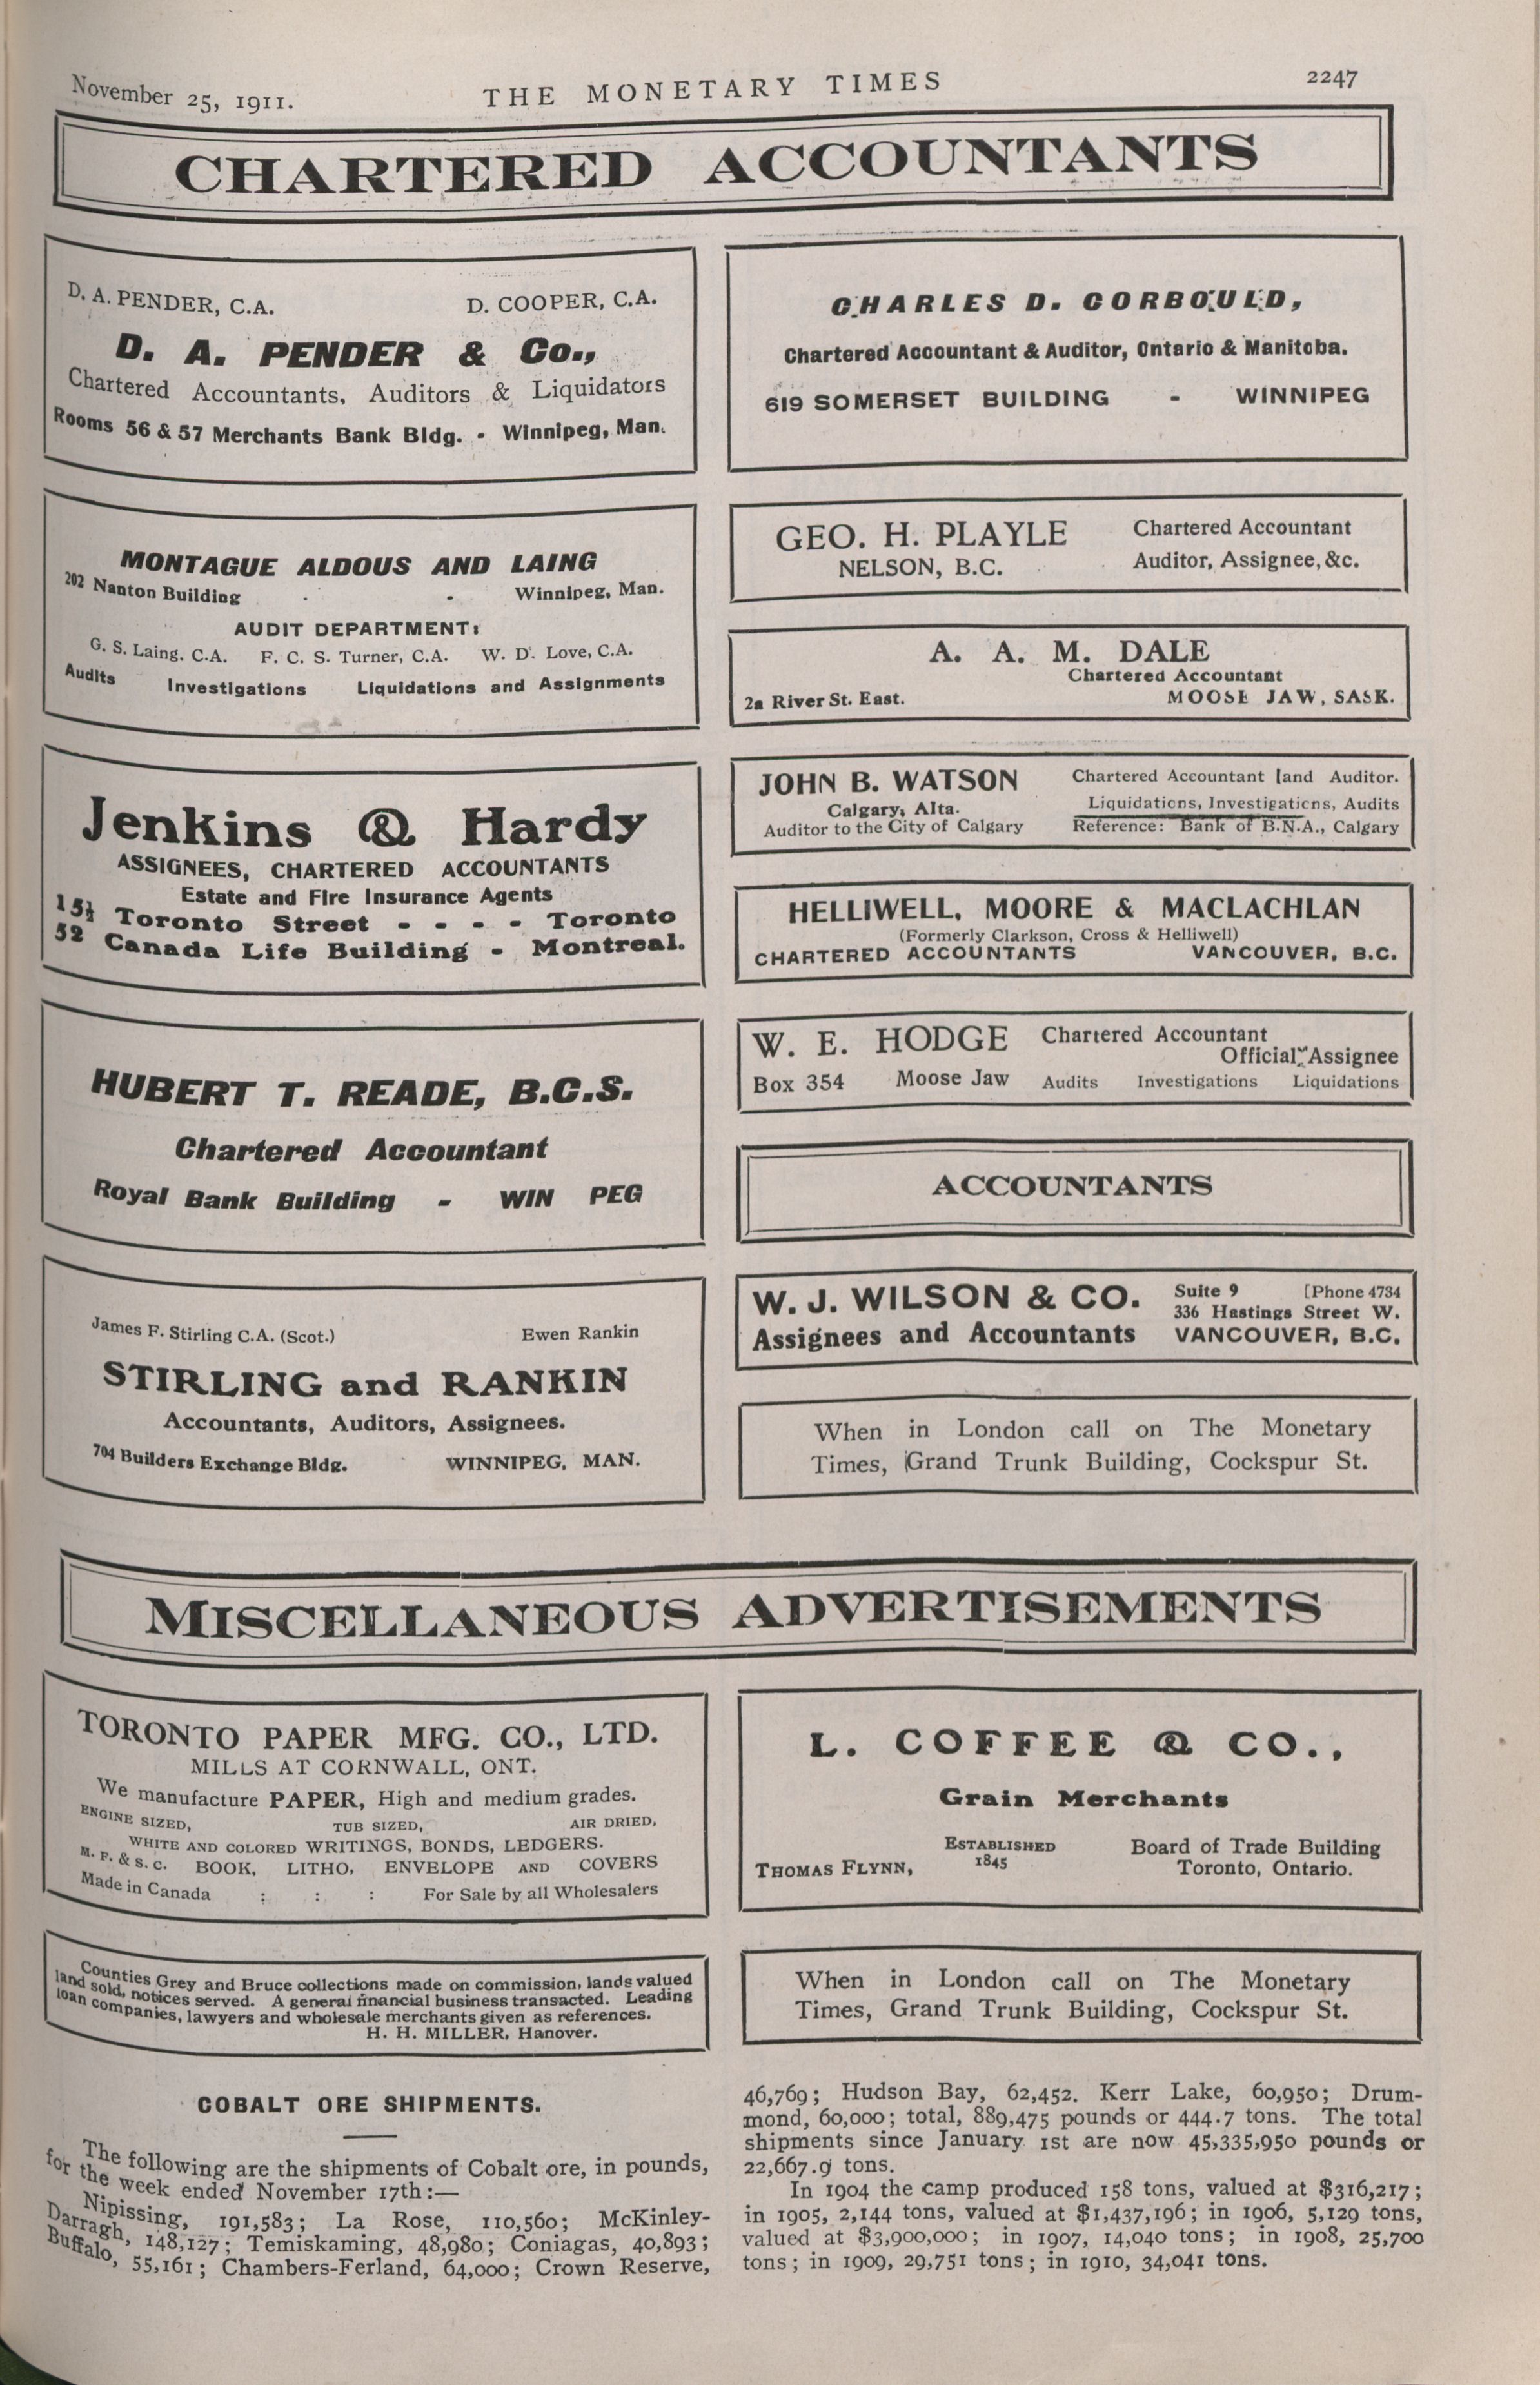 November 25, 1911.
THE MONETARY TIMES
2247
CHARTERED ACCOUNTANTS
D. A. PENDER, C.A. D. COOPER, C.A.
D. A. PENDER & Co.,
Chartered Accountants, Auditors & Liquidators
Rooms 56 & 57 Merchants Bank Bldg. - Winnipeg, Man.
MONTAGUE ALDOUS AND LAING
202 Nanton Building - - Winnipeg, Man.
AUDIT DEPARTMENT:
G. S. Laing, C.A. F. C. S. Turner, C.A. W. D. Love, C.A.
Audits Investigations Liquidations and Assignments
Jenkins & Hardy
ASSIGNEES, CHARTERED ACCOUNTANTS
Estate and Fire Insurance Agents
15½ Toronto Street - - - - Toronto
52 Canada Life Building - Montreal.
HUBERT T. READE, B.C.S.
Chartered Accountant
Royal Bank Building - WIN PEG
James F. Stirling C.A. (Scot.) Ewen Rankin
STIRLING and RANKIN
Accountants, Auditors, Assignees.
704 Builders Exchange Bldg. WINNIPEG, MAN.
CHARLES D. CORBOULD,
Chartered Accountant & Auditor, Ontario & Manitoba.
619 SOMERSET BUILDING - WINNIPEG
GEO. H. PLAYLE Chartered Accountant
NELSON, B.C. Auditor, Assignee, &c.
A. A. M. DALE
Chartered Accountant
2a River St. East. MOOSE JAW, SASK.
JOHN B. WATSON Chartered Accountant and Auditor.
Calgary, Alta. Liquidations, Investigations, Audits
Auditor to the City of Calgary Reference: Bank of B.N.A., Calgary
HELLIWELL, MOORE & MACLACHLAN
(Formerly Clarkson, Cross & Helliwell)
CHARTERED ACCOUNTANTS VANCOUVER, B.C.
W. E. HODGE Chartered Accountant
Official Assignee
Box 354 Moose Jaw Audits Investigations Liquidations
ACCOUNTANTS
W. J. WILSON & CO. Suite 9 [Phone 4734
336 Hastings Street W.
Assignees and Accountants VANCOUVER, B.C.
When in London call on The Monetary
Times, Grand Trunk Building, Cockspur St.
MISCELLANEOUS ADVERTISEMENTS
TORONTO PAPER MFG. CO., LTD.
MILLS AT CORNWALL, ONT.
We manufacture PAPER, High and medium grades.
ENGINE SIZED, TUB SIZED, AIR DRIED,
WHITE AND COLORED WRITINGS, BONDS, LEDGERS.
M. F. & S. C. BOOK, LITHO, ENVELOPE AND COVERS
Made in Canada : : : For Sale by all Wholesalers
Counties Grey and Bruce collections made on commission, lands valued
land sold, notices served. A general financial business transacted. Leading
loan companies, lawyers and wholesale merchants given as references.
H. H. MILLER, Hanover.
L. COFFEE & CO.,
Grain Merchants
ESTABLISHED Board of Trade Building
THOMAS FLYNN, 1845 Toronto, Ontario.
When in London call on The Monetary
Times, Grand Trunk Building, Cockspur St.
COBALT ORE SHIPMENTS.
The following are the shipments of Cobalt ore, in pounds,
for the week ended November 17th:—
Nipissing, 191,583; La Rose, 110,560; McKinley-
Darragh, 148,127; Temiskaming, 48,980; Coniagas, 40,893;
Buffalo, 55,161; Chambers-Ferland, 64,000; Crown Reserve,
46,769; Hudson Bay, 62,452. Kerr Lake, 60,950; Drum-
mond, 60,000; total, 889,475 pounds or 444.7 tons. The total
shipments since January 1st are now 45,335,950 pounds or
22,667.9 tons.
In 1904 the camp produced 158 tons, valued at $316,217;
in 1905, 2,144 tons, valued at $1,437,196; in 1906, 5,129 tons,
valued at $3,900,000; in 1907, 14,040 tons; in 1908, 25,700
tons; in 1909, 29,751 tons; in 1910, 34,041 tons.